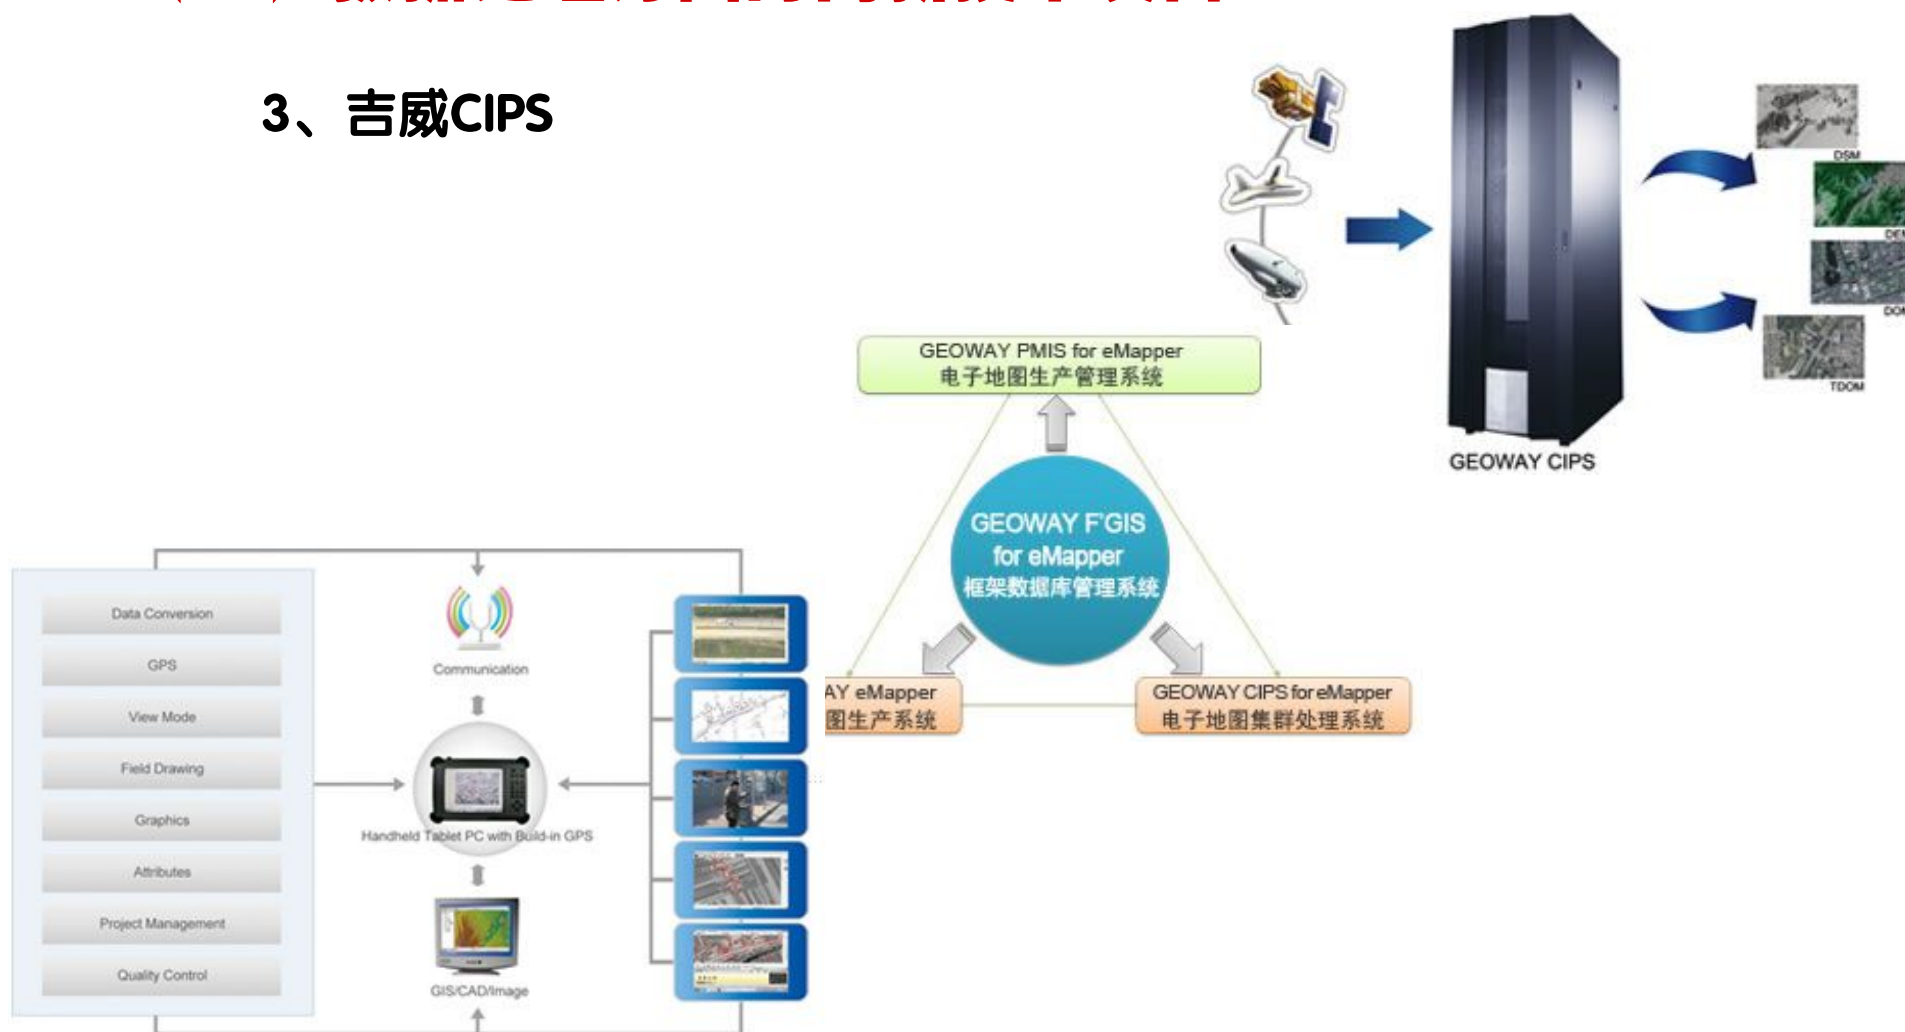 3、吉威CIPS
DSM
DOM
TDOM
GEOWAY CIPS
GEOWAY PMIS for eMapper
电子地图生产管理系统
GEOWAY F'GIS
for eMapper
框架数据库管理系统
AY eMapper
图生产系统
GEOWAY CIPS for eMapper
电子地图集群处理系统
Data Conversion
GPS
View Mode
Field Drawing
Graphics
Attributes
Project Management
Quality Control
Communication
Handheld Tablet PC with Build-in GPS
GIS/CAD/Image